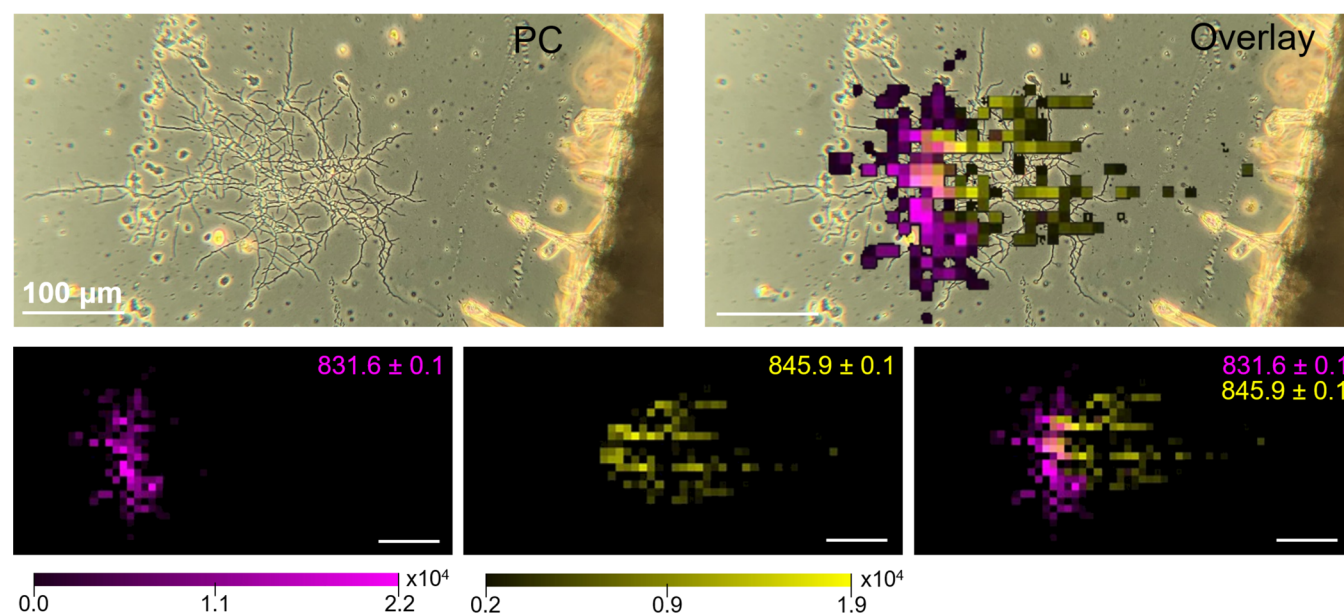 PC
Overlay
100 µm
831.6 ± 0.1
845.9 ± 0.1
831.6 ± 0.1
845.9 ± 0.1
x10⁴
0.0 1.1 2.2
x10⁴
0.2 0.9 1.9